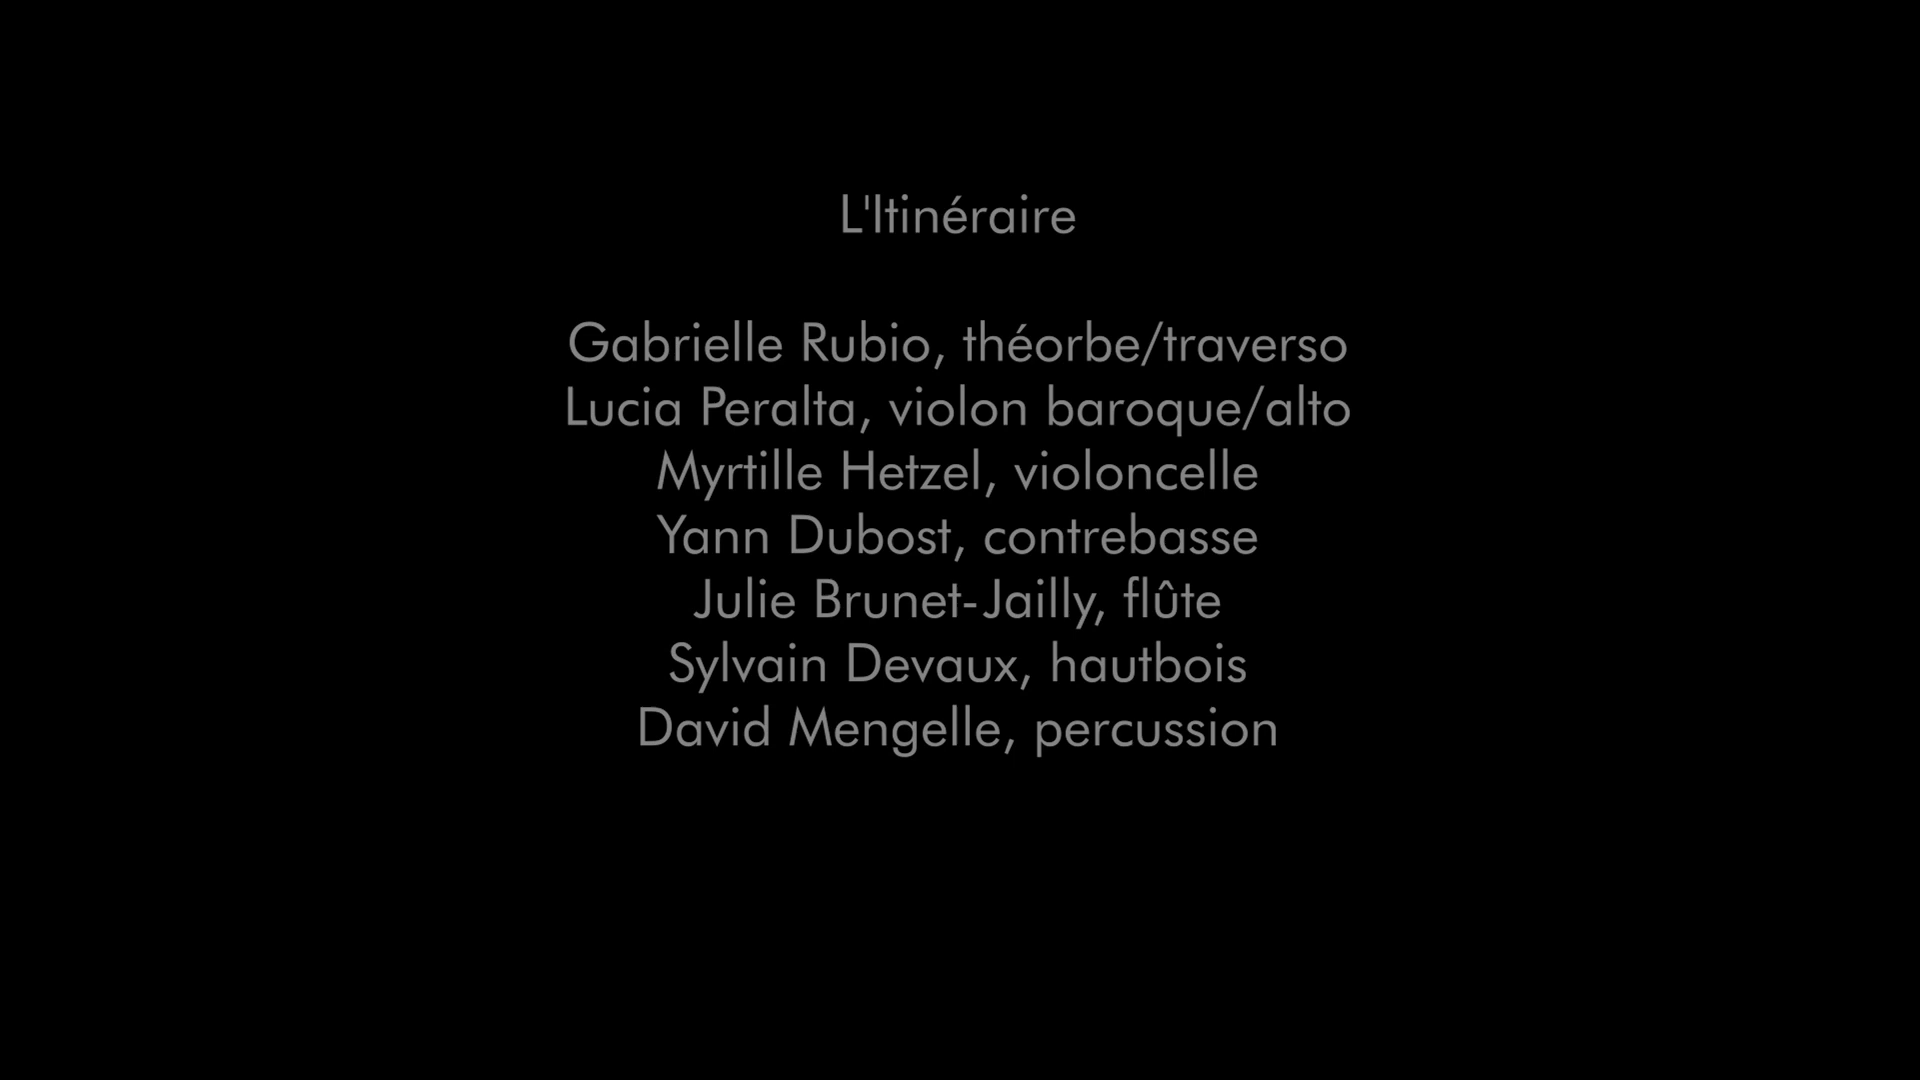 L'Itinéraire
Gabrielle Rubio, théorbe/traverso
Lucia Peralta, violon baroque/alto
Myrtille Hetzel, violoncelle
Yann Dubost, contrebasse
Julie Brunet-Jailly, flûte
Sylvain Devaux, hautbois
David Mengelle, percussion